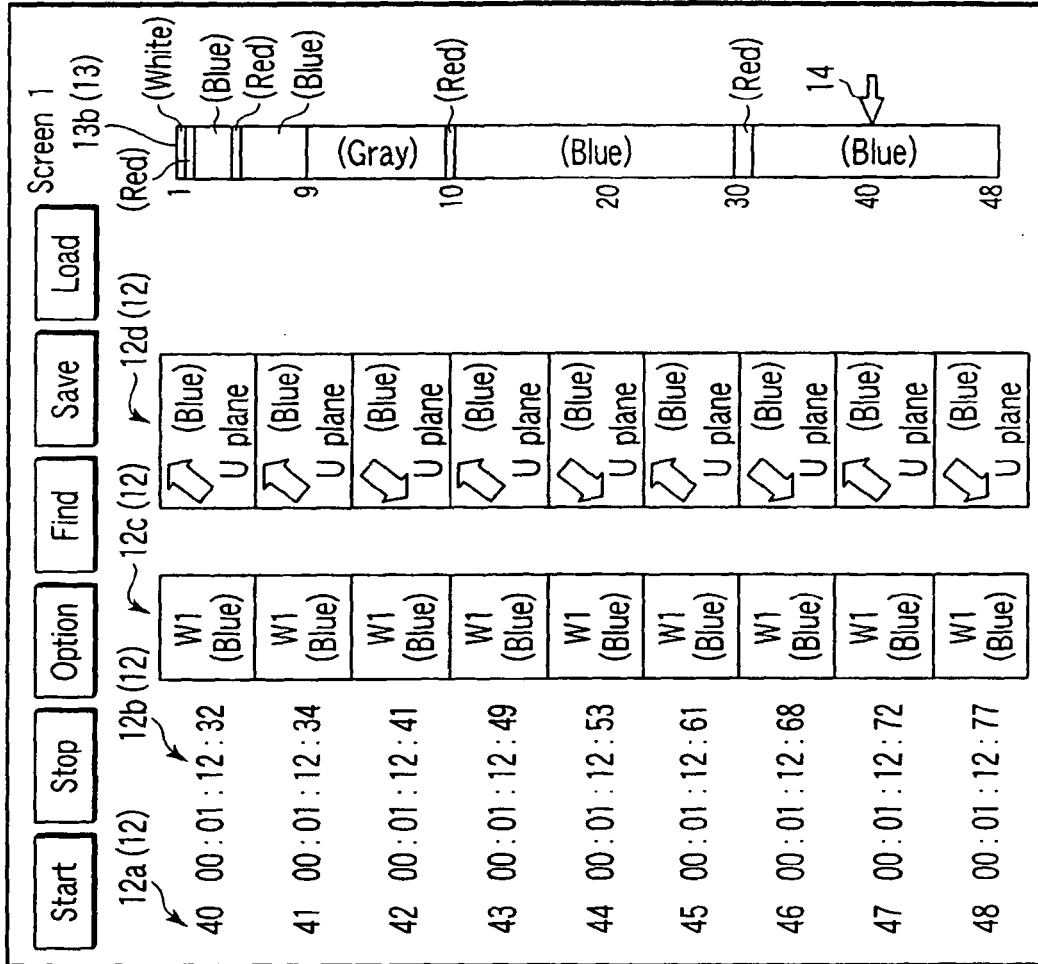 Screen 1
Start Stop Option Find Save Load
12a (12) 12b (12) 12c (12) 12d (12)
40 00:01:12:32 W1 (Blue) (Blue) U plane
41 00:01:12:34 W1 (Blue) (Blue) U plane
42 00:01:12:41 W1 (Blue) (Blue) U plane
43 00:01:12:49 W1 (Blue) (Blue) U plane
44 00:01:12:53 W1 (Blue) (Blue) U plane
45 00:01:12:61 W1 (Blue) (Blue) U plane
46 00:01:12:68 W1 (Blue) (Blue) U plane
47 00:01:12:72 W1 (Blue) (Blue) U plane
48 00:01:12:77 W1 (Blue) (Blue) U plane
13b (13)
(Red)
(White)
1
(Blue)
(Red)
(Blue)
9
(Gray)
10
(Red)
(Blue)
20
30
(Red)
14
40
(Blue)
48